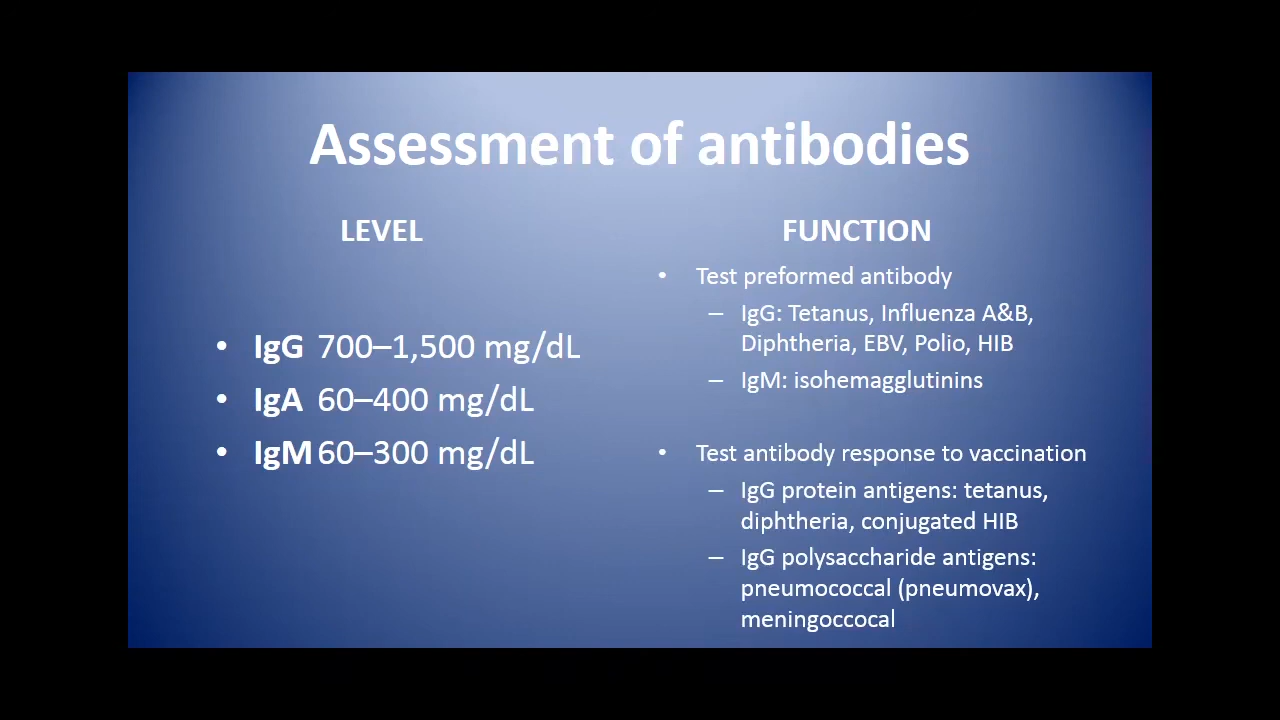 Assessment of antibodies
LEVEL
• IgG 700–1,500 mg/dL
• IgA 60–400 mg/dL
• IgM 60–300 mg/dL
FUNCTION
• Test preformed antibody
– IgG: Tetanus, Influenza A&B,
Diphtheria, EBV, Polio, HIB
– IgM: isohemagglutinins
• Test antibody response to vaccination
– IgG protein antigens: tetanus,
diphtheria, conjugated HIB
– IgG polysaccharide antigens:
pneumococcal (pneumovax),
meningoccocal